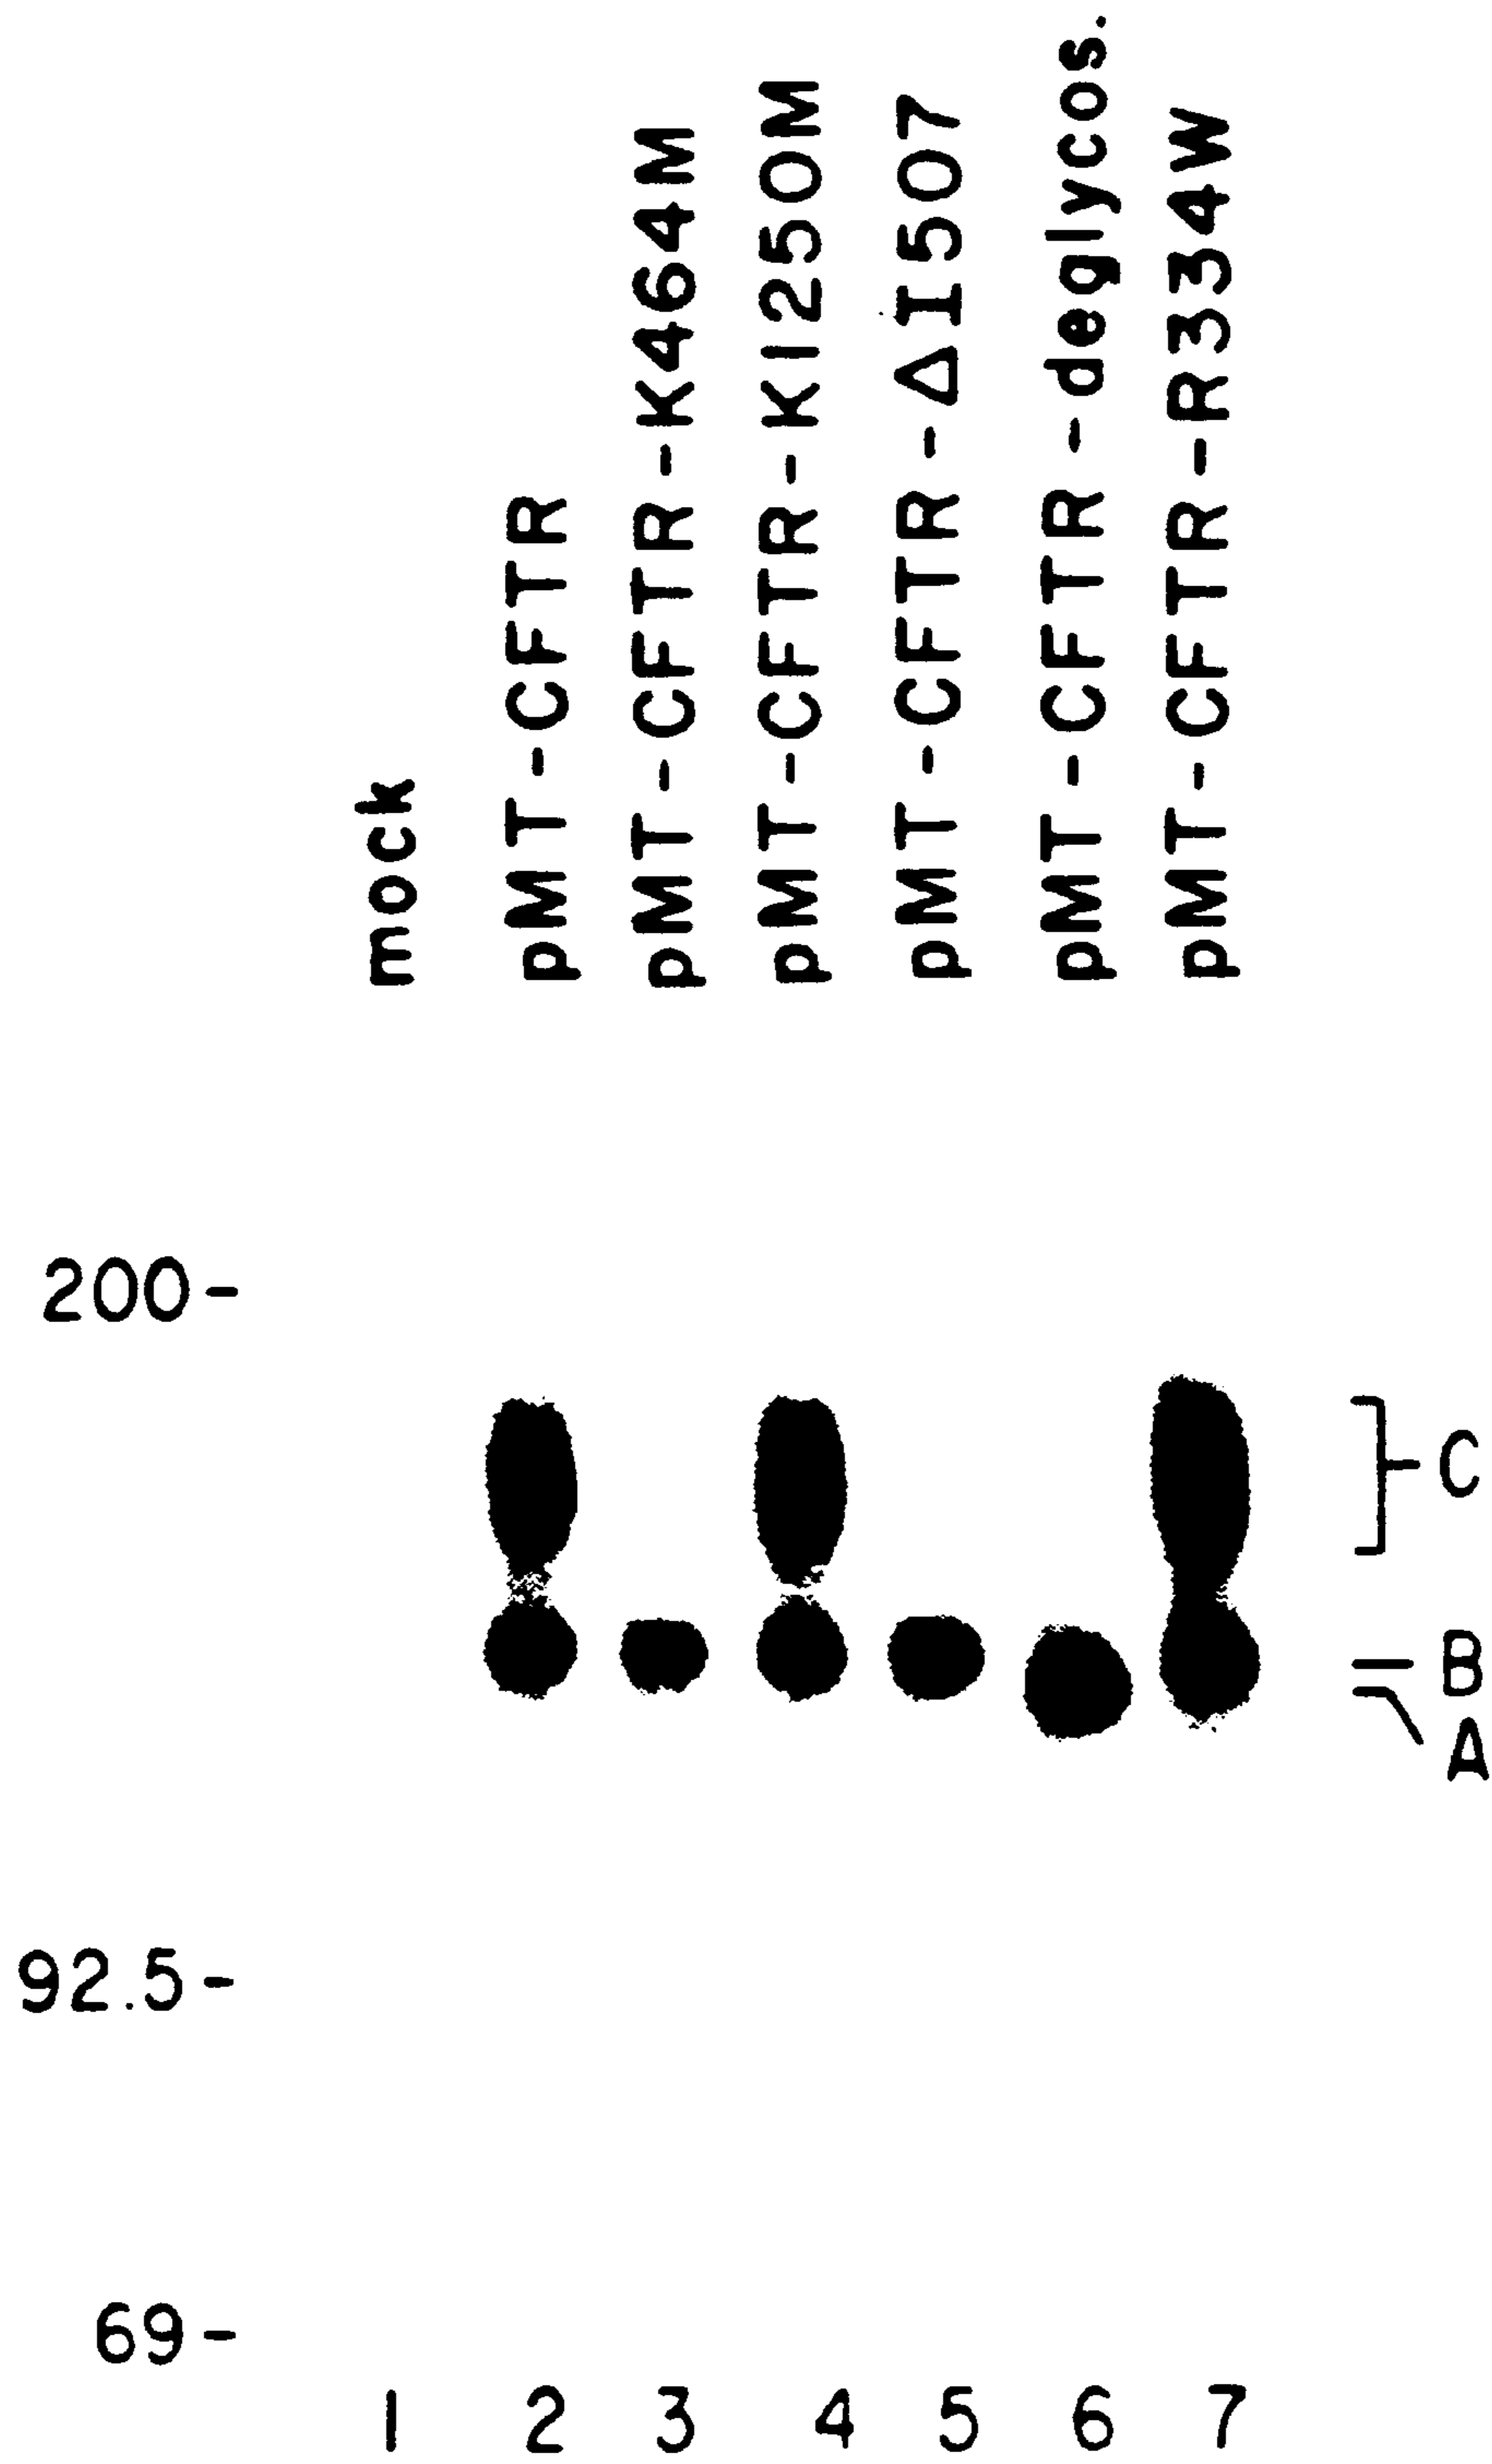 mock
pMT-CFTR
pMT-CFTR-K464M
pMT-CFTR-K1250M
pMT-CFTR-ΔI507
pMT-CFTR-deglycos.
pMT-CFTR-R334W
200-
C
B
A
92.5-
69-
1 2 3 4 5 6 7